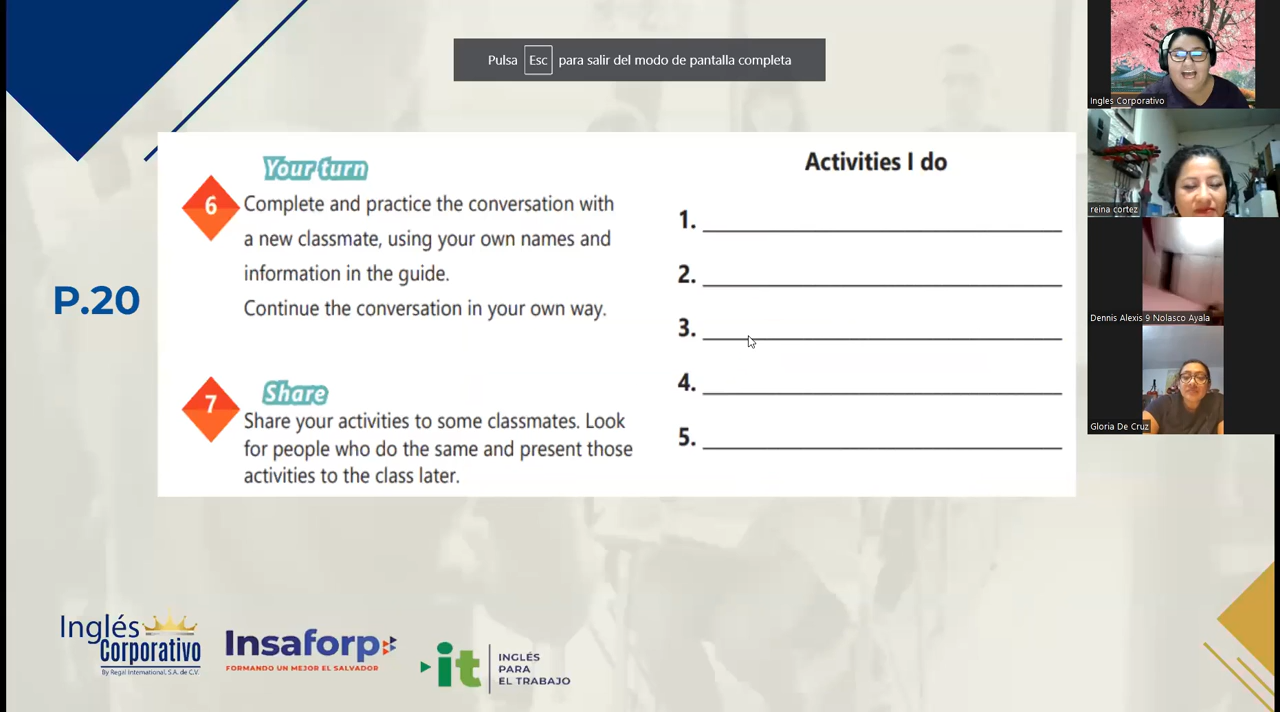 Pulsa Esc para salir del modo de pantalla completa
P.20
Your turn
6
Complete and practice the conversation with
a new classmate, using your own names and
information in the guide.
Continue the conversation in your own way.
Share
7
Share your activities to some classmates. Look
for people who do the same and present those
activities to the class later.
Activities I do
1.
2.
3.
4.
5.
Ingles Corporativo
reina cortez
Dennis Alexis 9 Nolasco Ayala
Gloria De Cruz
Inglés
Corporativo
By Regal International, S.A. de C.V.
Insaforp
FORMANDO UN MEJOR EL SALVADOR
it
INGLÉS
PARA
EL TRABAJO